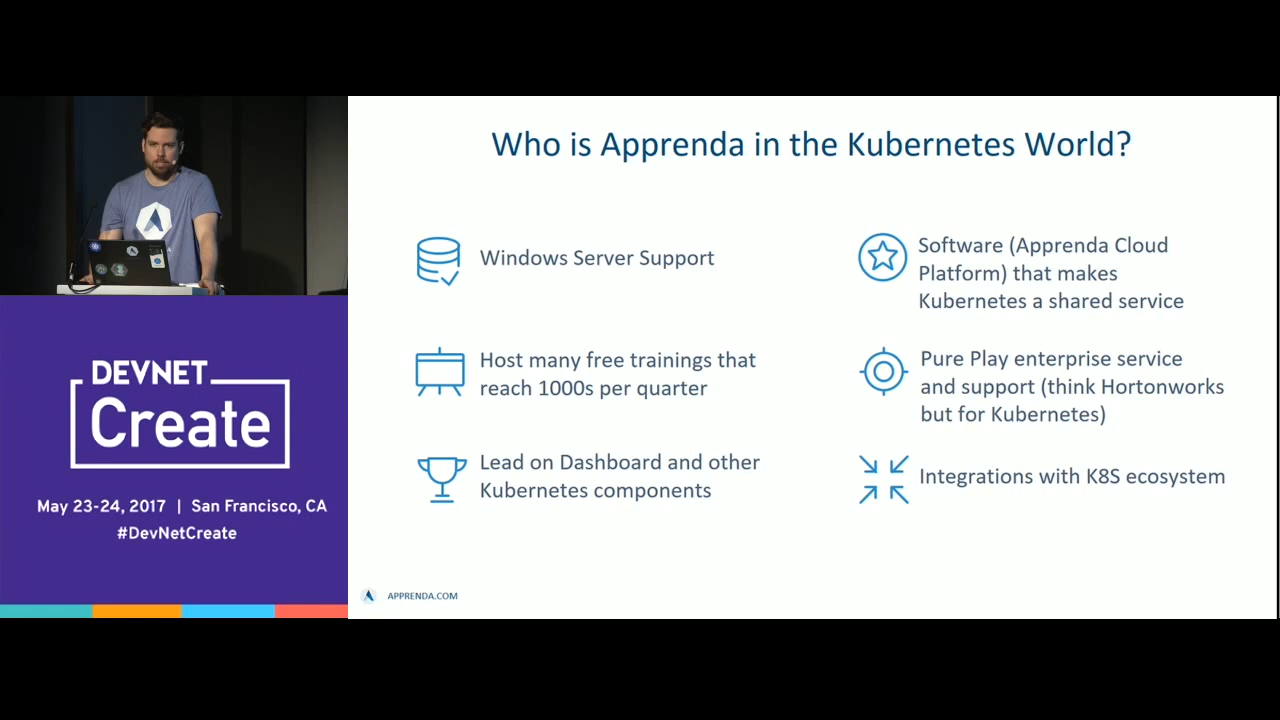 Who is Apprenda in the Kubernetes World?
Windows Server Support
Host many free trainings that
reach 1000s per quarter
Lead on Dashboard and other
Kubernetes components
Software (Apprenda Cloud
Platform) that makes
Kubernetes a shared service
Pure Play enterprise service
and support (think Hortonworks
but for Kubernetes)
Integrations with K8S ecosystem
APPRENDA.COM
DEVNET
Create
May 23-24, 2017 | San Francisco, CA
#DevNetCreate